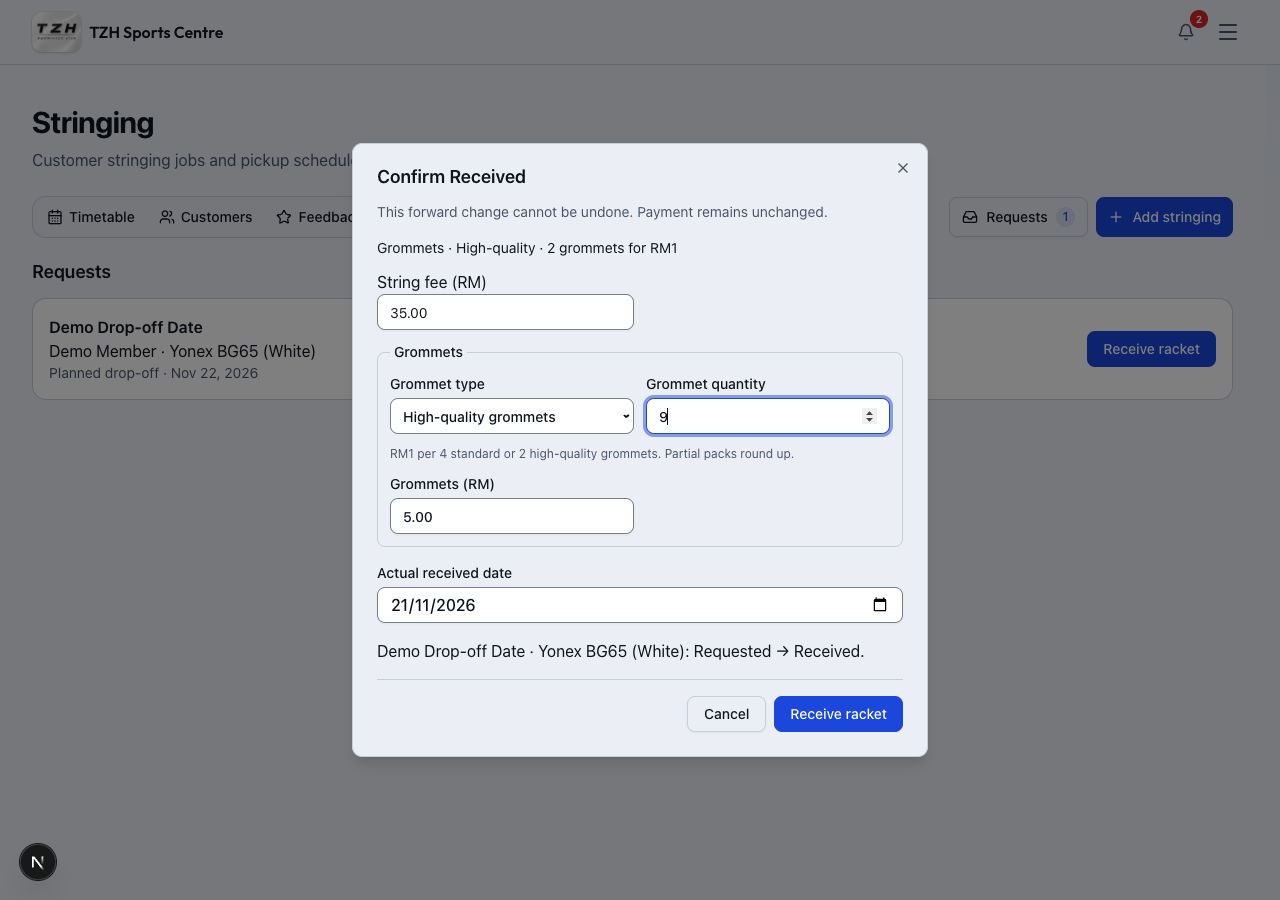 TZH
TZH Sports Centre
2
Stringing
Customer stringing jobs and pickup schedul
Timetable
Customers
Feedbac
Requests 1
Add stringing
Requests
Demo Drop-off Date
Demo Member · Yonex BG65 (White)
Planned drop-off · Nov 22, 2026
Receive racket
Confirm Received
This forward change cannot be undone. Payment remains unchanged.
Grommets · High-quality · 2 grommets for RM1
String fee (RM)
35.00
Grommets
Grommet type
Grommet quantity
High-quality grommets
9
RM1 per 4 standard or 2 high-quality grommets. Partial packs round up.
Grommets (RM)
5.00
Actual received date
21/11/2026
Demo Drop-off Date · Yonex BG65 (White): Requested → Received.
Cancel
Receive racket
N